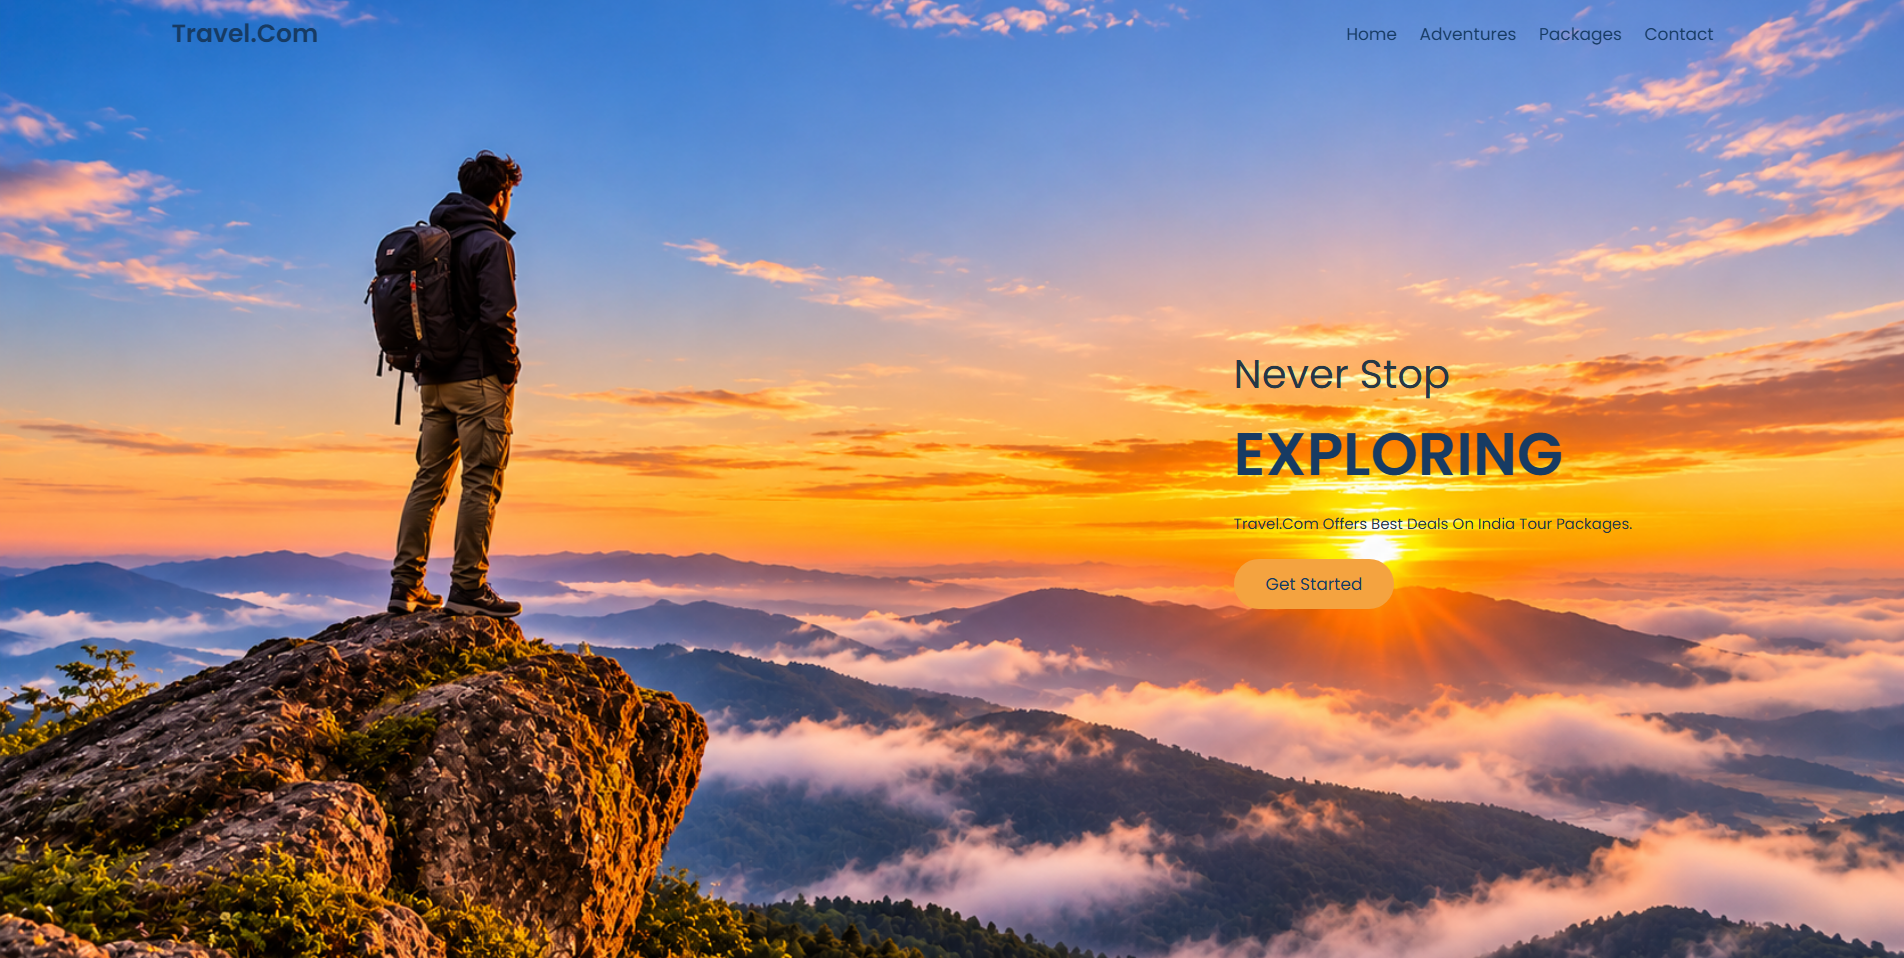 Travel.Com
Home Adventures Packages Contact
Never Stop
EXPLORING
Travel.Com Offers Best Deals On India Tour Packages.
Get Started